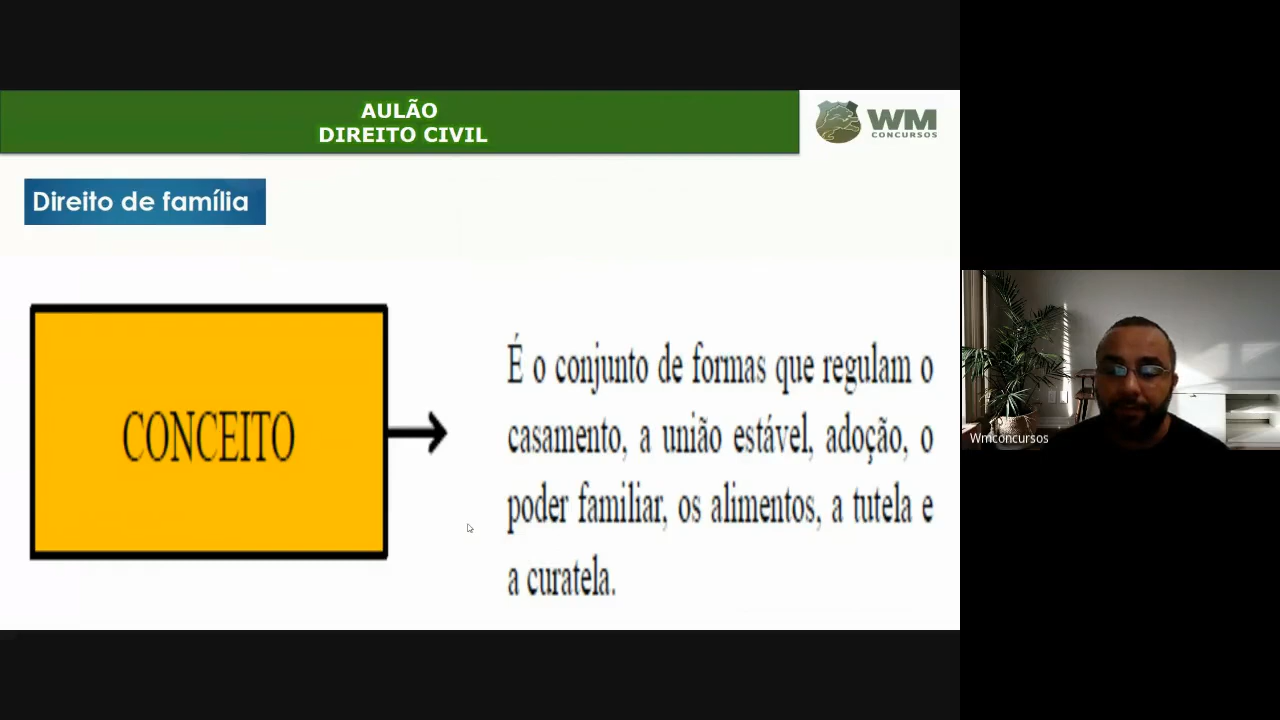 AULÃO
DIREITO CIVIL
WM
CONCURSOS
Direito de família
CONCEITO
É o conjunto de formas que regulam o
casamento, a união estável, adoção, o
poder familiar, os alimentos, a tutela e
a curatela.
Wmconcursos